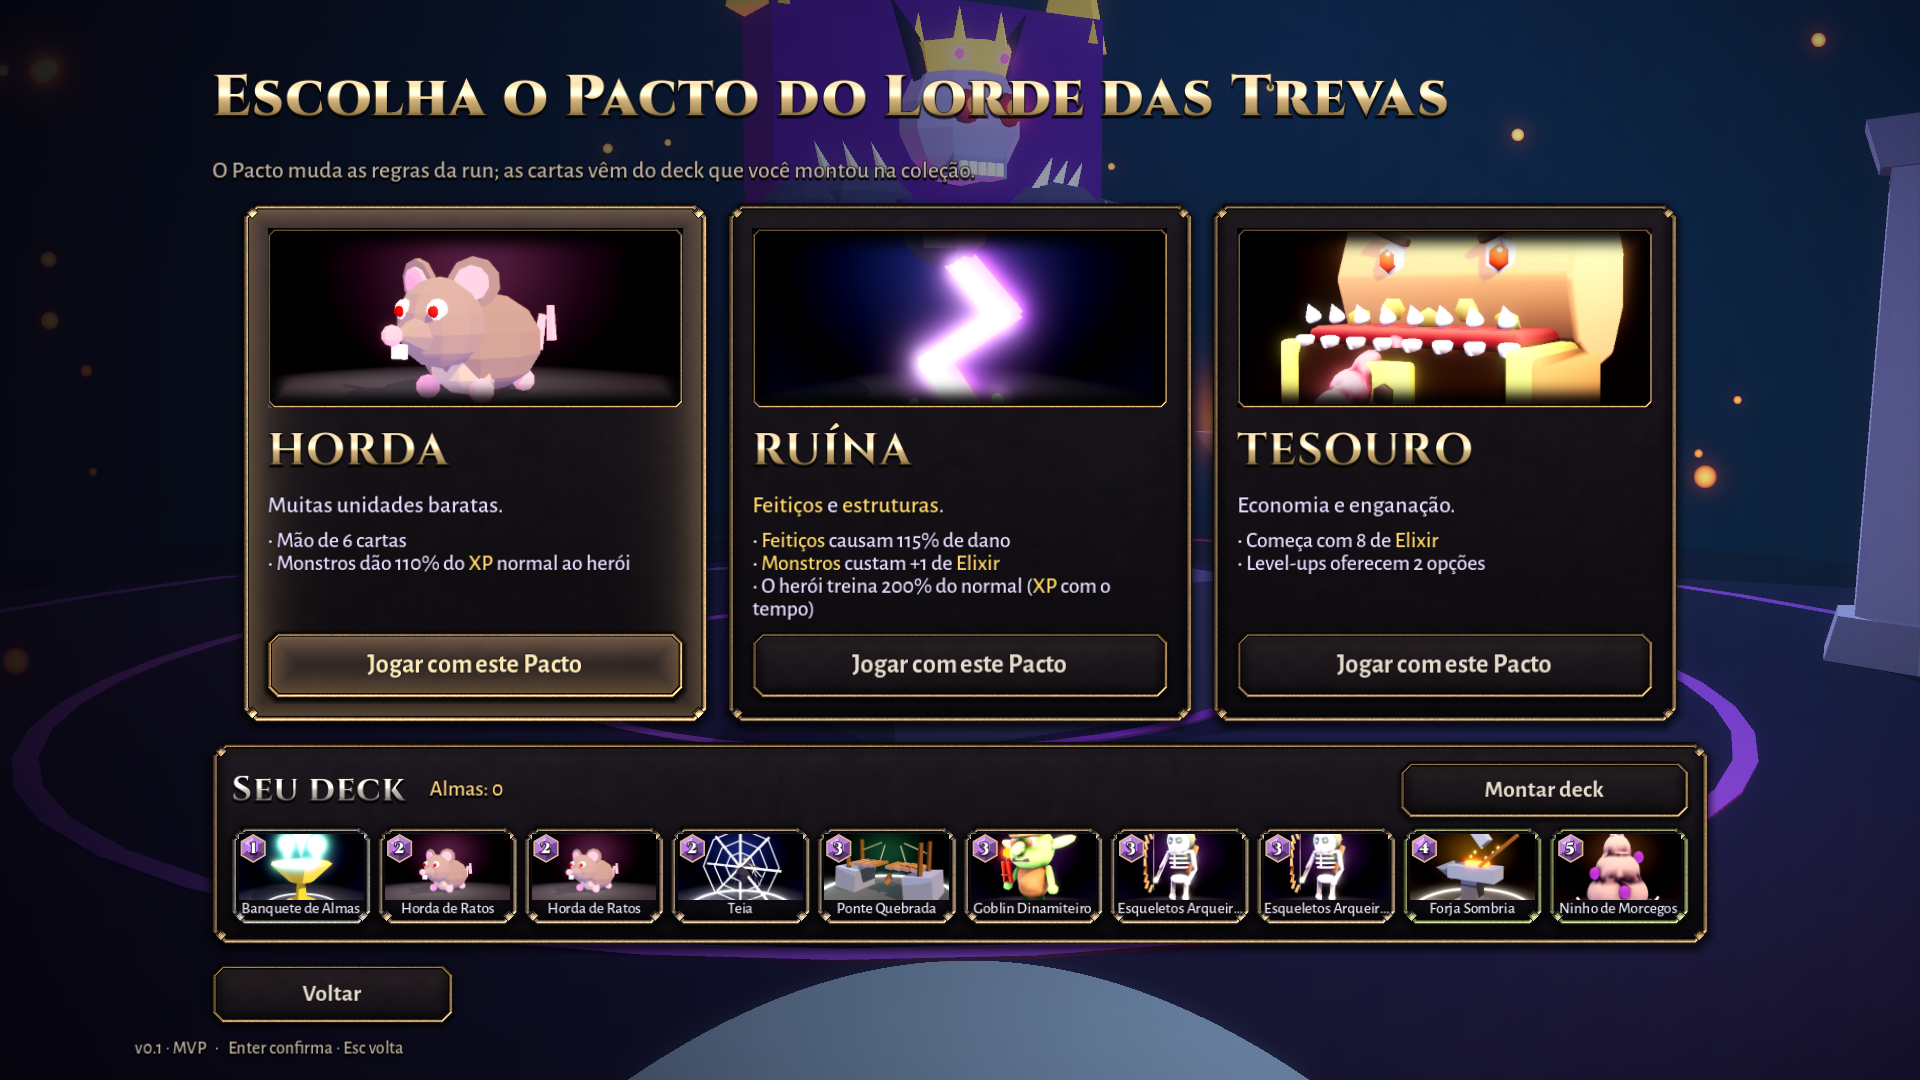 Escolha o Pacto do Lorde das Trevas
O Pacto muda as regras da run; as cartas vêm do deck que você montou na coleção.
HORDA
Muitas unidades baratas.
· Mão de 6 cartas
· Monstros dão 110% do XP normal ao herói
Jogar com este Pacto
RUÍNA
Feitiços e estruturas.
· Feitiços causam 115% de dano
· Monstros custam +1 de Elixir
· O herói treina 200% do normal (XP com o
tempo)
Jogar com este Pacto
TESOURO
Economia e enganação.
· Começa com 8 de Elixir
· Level-ups oferecem 2 opções
Jogar com este Pacto
Seu deck
Almas: 0
Montar deck
1
Banquete de Almas
2
Horda de Ratos
2
Horda de Ratos
2
Teia
3
Ponte Quebrada
3
Goblin Dinamiteiro
3
Esqueletos Arqueir...
3
Esqueletos Arqueir...
4
Forja Sombria
5
Ninho de Morcegos
Voltar
v0.1 · MVP · Enter confirma · Esc volta